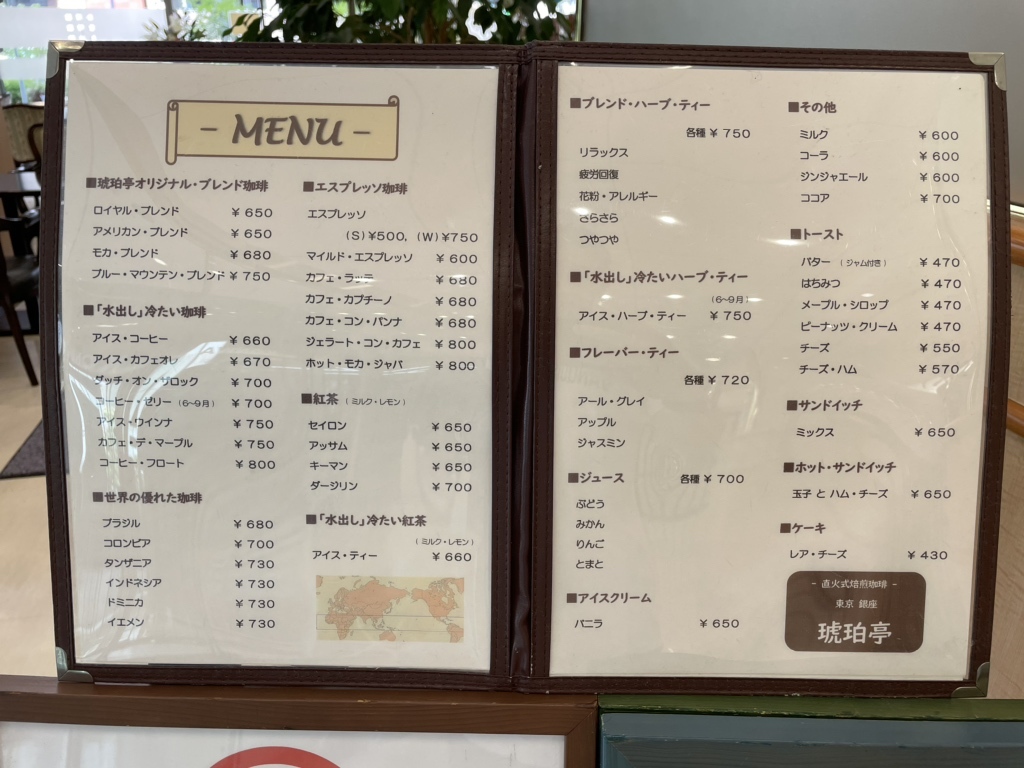 - MENU -
■琥珀亭オリジナル・ブレンド珈琲
ロイヤル・ブレンド ¥ 650
アメリカン・ブレンド ¥ 650
モカ・ブレンド ¥ 680
ブルー・マウンテン・ブレンド ¥ 750
■「水出し」冷たい珈琲
アイス・コーヒー ¥ 660
アイス・カフェオレ ¥ 670
ダッチ・オン・ザロック ¥ 700
コーヒー・ゼリー (6~9月) ¥ 700
アイス・ウインナ ¥ 750
カフェ・デ・マーブル ¥ 750
コーヒー・フロート ¥ 800
■世界の優れた珈琲
ブラジル ¥ 680
コロンビア ¥ 700
タンザニア ¥ 730
インドネシア ¥ 730
ドミニカ ¥ 730
イエメン ¥ 730
■エスプレッソ珈琲
エスプレッソ
(S)¥500, (W)¥750
マイルド・エスプレッソ ¥ 600
カフェ・ラッテ ¥ 680
カフェ・カプチーノ ¥ 680
カフェ・コン・パンナ ¥ 680
ジェラート・コン・カフェ ¥ 800
ホット・モカ・ジャバ ¥ 800
■紅茶 (ミルク・レモン)
セイロン ¥ 650
アッサム ¥ 650
キーマン ¥ 650
ダージリン ¥ 700
■「水出し」冷たい紅茶
(ミルク・レモン)
アイス・ティー ¥ 660
■ブレンド・ハーブ・ティー
各種 ¥ 750
リラックス
疲労回復
花粉・アレルギー
さらさら
つやつや
■「水出し」冷たいハーブ・ティー
(6~9月)
アイス・ハーブ・ティー ¥ 750
■フレーバー・ティー
各種 ¥ 720
アール・グレイ
アップル
ジャスミン
■ジュース 各種 ¥ 700
ぶどう
みかん
りんご
とまと
■アイスクリーム
バニラ ¥ 650
■その他
ミルク ¥ 600
コーラ ¥ 600
ジンジャエール ¥ 600
ココア ¥ 700
■トースト
バター (ジャム付き) ¥ 470
はちみつ ¥ 470
メープル・シロップ ¥ 470
ピーナッツ・クリーム ¥ 470
チーズ ¥ 550
チーズ・ハム ¥ 570
■サンドイッチ
ミックス ¥ 650
■ホット・サンドイッチ
玉子 と ハム・チーズ ¥ 650
■ケーキ
レア・チーズ ¥ 430
- 直火式焙煎珈琲 -
東京 銀座
琥珀亭